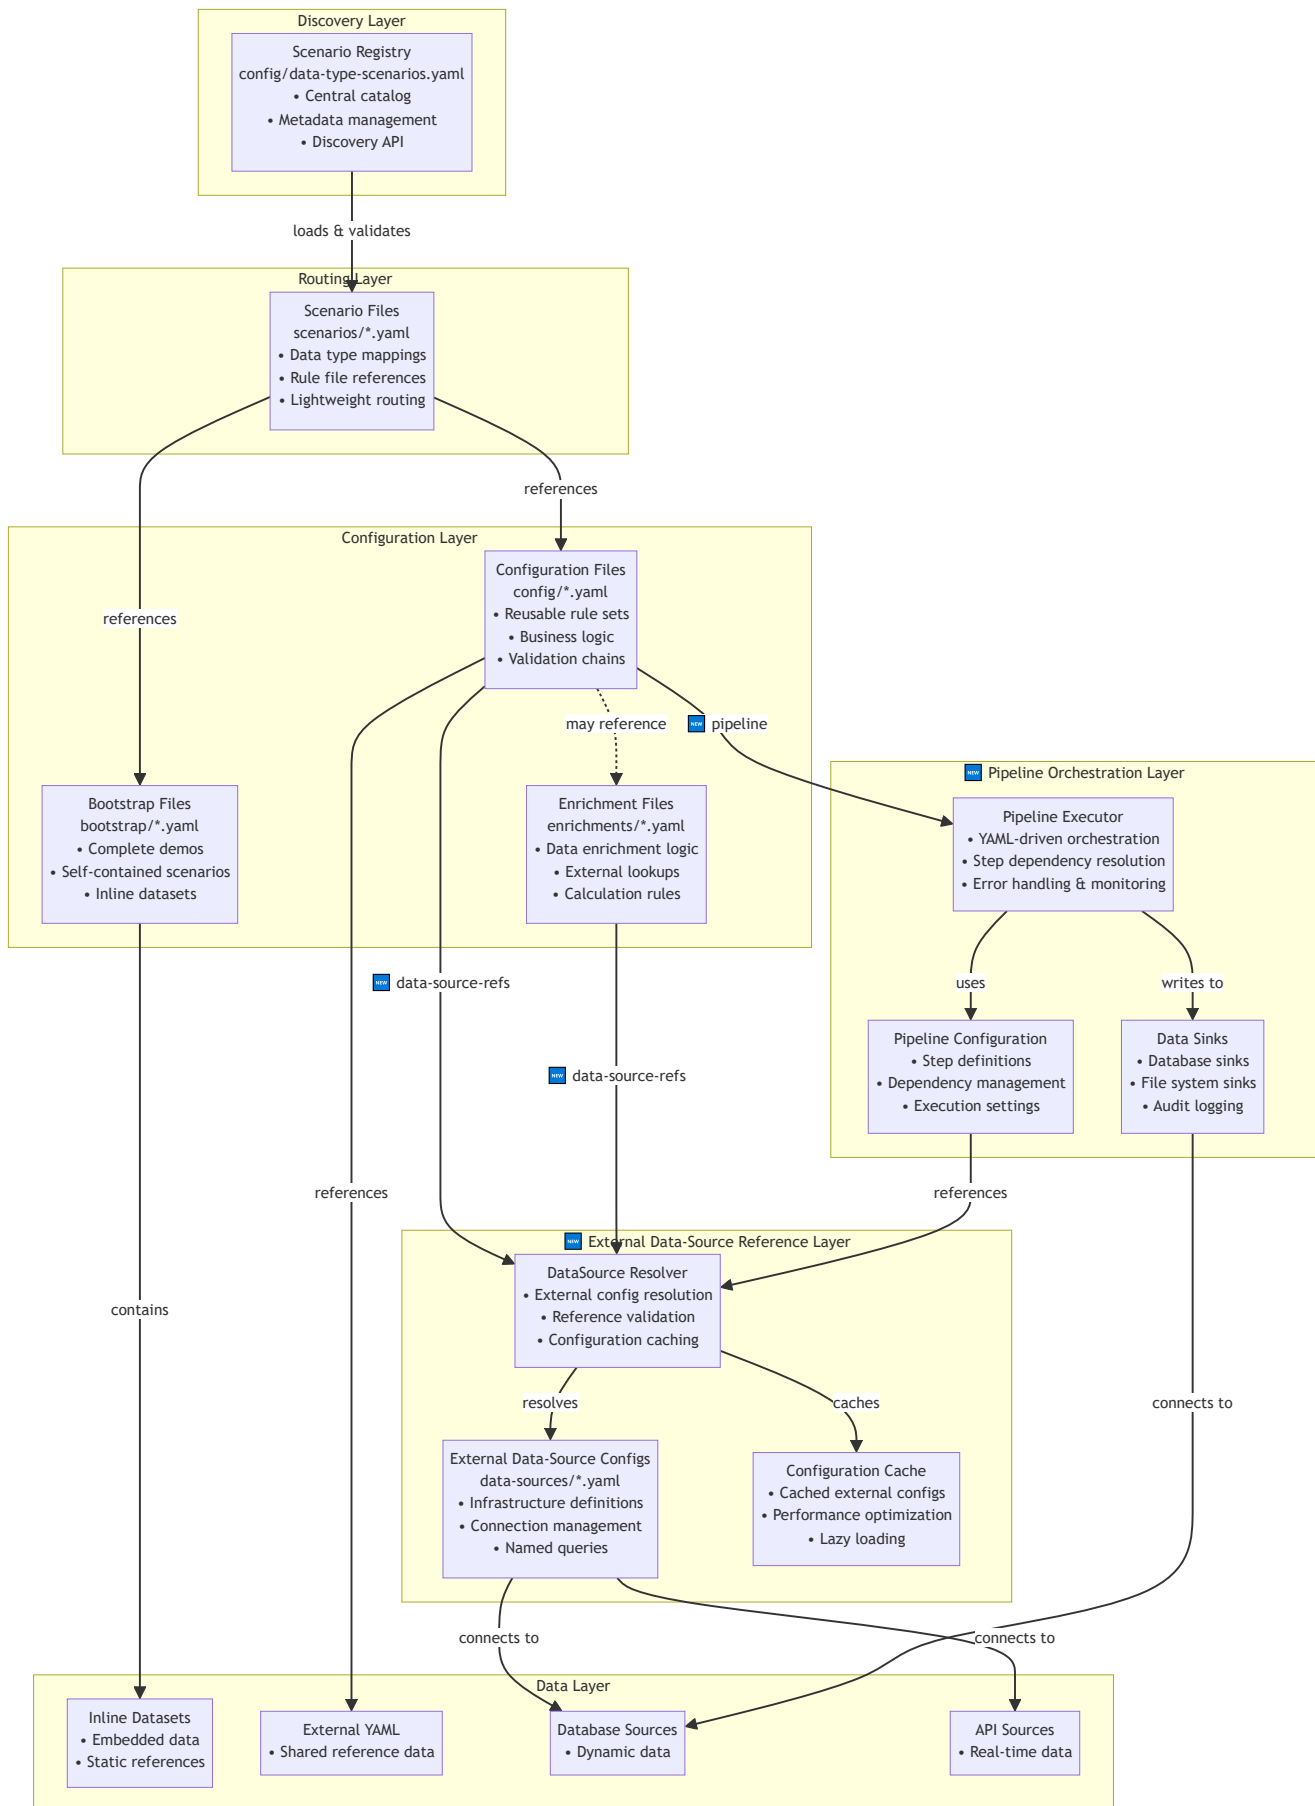 Discovery Layer
Scenario Registry
config/data-type-scenarios.yaml
• Central catalog
• Metadata management
• Discovery API
loads & validates
Routing Layer
Scenario Files
scenarios/*.yaml
• Data type mappings
• Rule file references
• Lightweight routing
references
references
Configuration Layer
Configuration Files
config/*.yaml
• Reusable rule sets
• Business logic
• Validation chains
may reference
NEW pipeline
Bootstrap Files
bootstrap/*.yaml
• Complete demos
• Self-contained scenarios
• Inline datasets
Enrichment Files
enrichments/*.yaml
• Data enrichment logic
• External lookups
• Calculation rules
NEW Pipeline Orchestration Layer
Pipeline Executor
• YAML-driven orchestration
• Step dependency resolution
• Error handling & monitoring
uses
writes to
Pipeline Configuration
• Step definitions
• Dependency management
• Execution settings
Data Sinks
• Database sinks
• File system sinks
• Audit logging
NEW data-source-refs
NEW data-source-refs
references
references
NEW External Data-Source Reference Layer
DataSource Resolver
• External config resolution
• Reference validation
• Configuration caching
contains
resolves
caches
connects to
External Data-Source Configs
data-sources/*.yaml
• Infrastructure definitions
• Connection management
• Named queries
Configuration Cache
• Cached external configs
• Performance optimization
• Lazy loading
connects to
connects to
Data Layer
Inline Datasets
• Embedded data
• Static references
External YAML
• Shared reference data
Database Sources
• Dynamic data
API Sources
• Real-time data